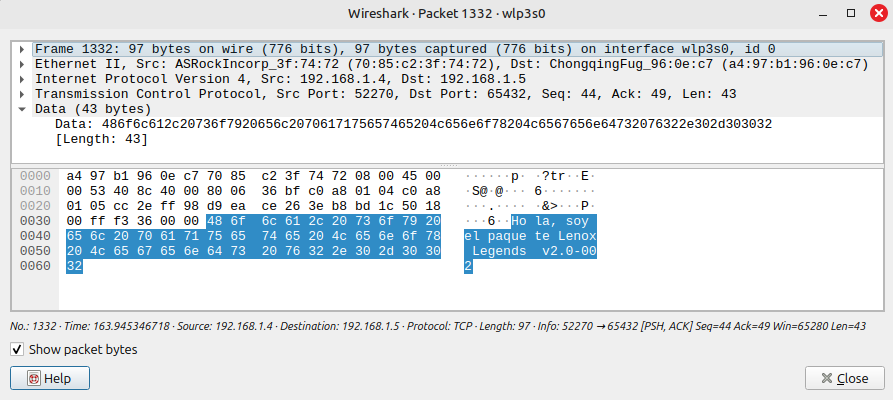 Wireshark · Packet 1332 · wlp3s0
Frame 1332: 97 bytes on wire (776 bits), 97 bytes captured (776 bits) on interface wlp3s0, id 0
Ethernet II, Src: ASRockIncorp_3f:74:72 (70:85:c2:3f:74:72), Dst: ChongqingFug_96:0e:c7 (a4:97:b1:96:0e:c7)
Internet Protocol Version 4, Src: 192.168.1.4, Dst: 192.168.1.5
Transmission Control Protocol, Src Port: 52270, Dst Port: 65432, Seq: 44, Ack: 49, Len: 43
Data (43 bytes)
Data: 486f6c612c20736f7920656c2070617175657465204c656e6f78204c6567656e64732076322e302d303032
[Length: 43]
0000 a4 97 b1 96 0e c7 70 85 c2 3f 74 72 08 00 45 00 ······p· ·?tr··E·
0010 00 53 40 8c 40 00 80 06 36 bf c0 a8 01 04 c0 a8 ·S@·@··· 6·······
0020 01 05 cc 2e ff 98 d9 ea ce 26 3e b8 bd 1c 50 18 ···.···· ·&>···P·
0030 00 ff f3 36 00 00 48 6f 6c 61 2c 20 73 6f 79 20 ···6··Ho la, soy
0040 65 6c 20 70 61 71 75 65 74 65 20 4c 65 6e 6f 78 el paque te Lenox
0050 20 4c 65 67 65 6e 64 73 20 76 32 2e 30 2d 30 30 Legends v2.0-00
0060 32 2
No.: 1332 · Time: 163.945346718 · Source: 192.168.1.4 · Destination: 192.168.1.5 · Protocol: TCP · Length: 97 · Info: 52270 → 65432 [PSH, ACK] Seq=44 Ack=49 Win=65280 Len=43
Show packet bytes
Help
Close